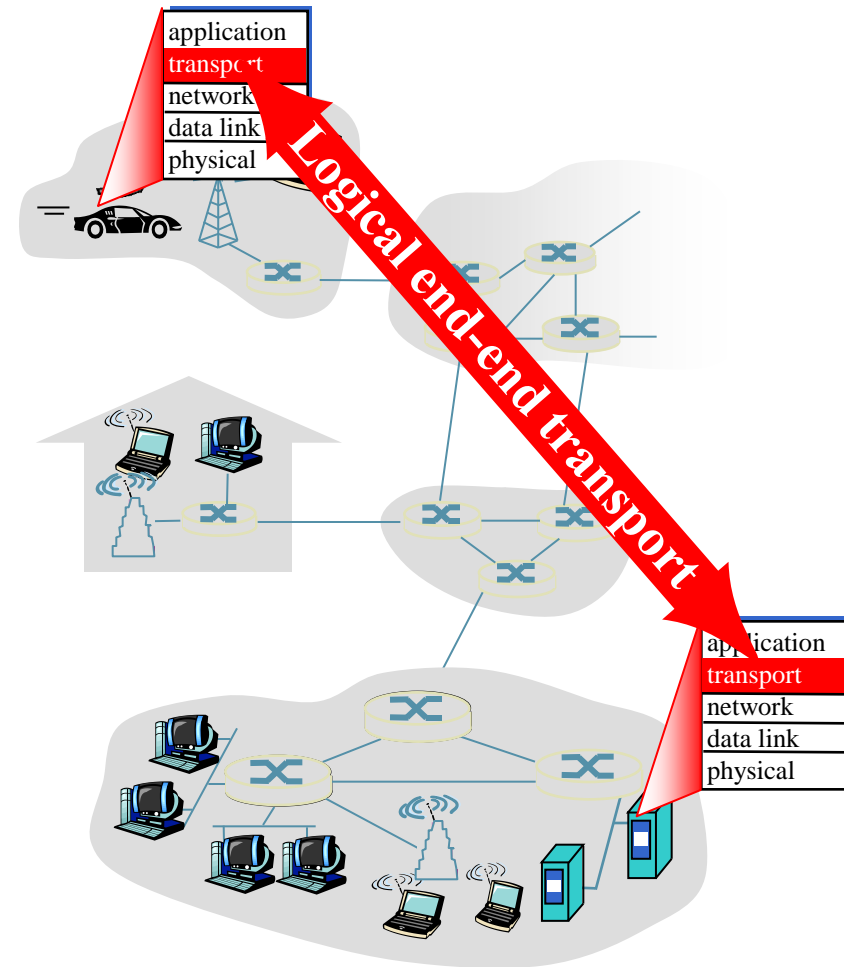 application
transport
network
data link
physical
Logical end-end transport
application
transport
network
data link
physical